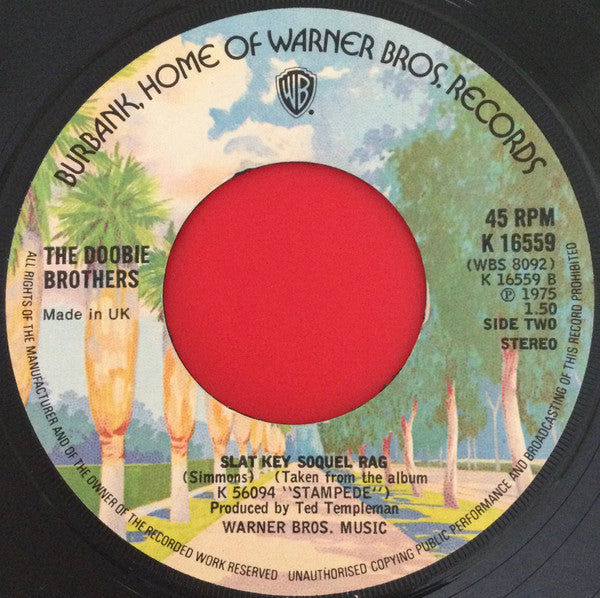 BURBANK, HOME OF WARNER BROS. RECORDS
WB
THE DOOBIE
BROTHERS
Made in UK
45 RPM
K 16559
(WBS 8092)
K 16559 B
℗ 1975
1.50
SIDE TWO
STEREO
SLAT KEY SOQUEL RAG
(Simmons) (Taken from the album
K 56094 "STAMPEDE")
Produced by Ted Templeman
WARNER BROS. MUSIC
ALL RIGHTS OF THE MANUFACTURER AND OF THE OWNER OF THE RECORDED WORK RESERVED UNAUTHORISED COPYING PUBLIC PERFORMANCE AND BROADCASTING OF THIS RECORD PROHIBITED